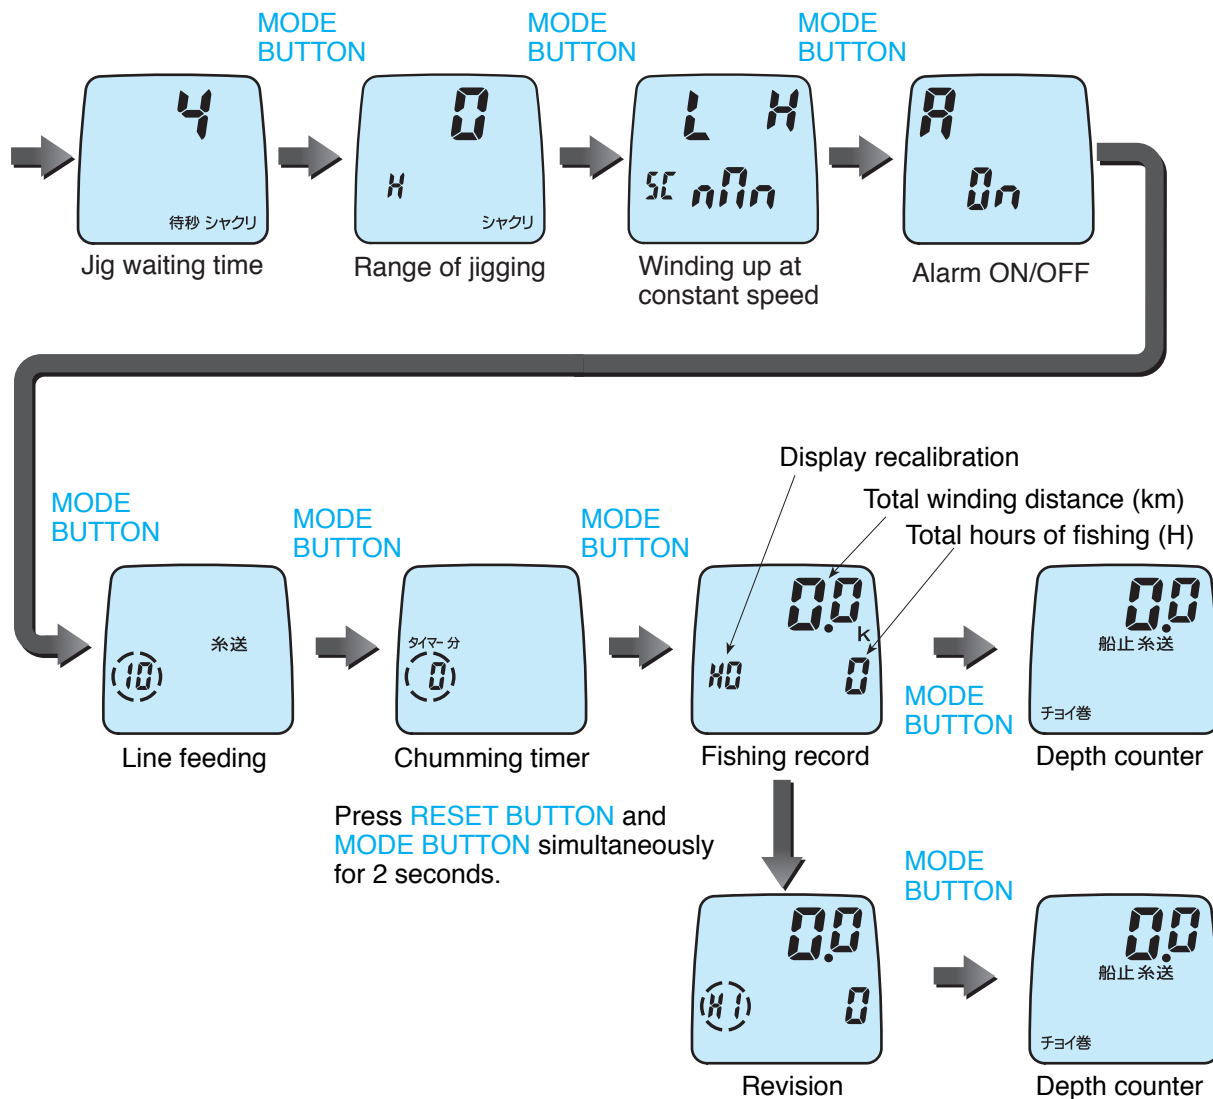 MODE
BUTTON
MODE
BUTTON
MODE
BUTTON
4
待秒 シャクリ
Jig waiting time
0
H
シャクリ
Range of jigging
L H
SC nMn
Winding up at
constant speed
A
On
Alarm ON/OFF
Display recalibration
Total winding distance (km)
Total hours of fishing (H)
MODE
BUTTON
MODE
BUTTON
MODE
BUTTON
糸送
10
Line feeding
タイマー 分
0
Chumming timer
0.0
k
H0 0
Fishing record
MODE
BUTTON
0.0
船止 糸送
チョイ巻
Depth counter
Press RESET BUTTON and
MODE BUTTON simultaneously
for 2 seconds.
0.0
H1 0
Revision
MODE
BUTTON
0.0
船止 糸送
チョイ巻
Depth counter